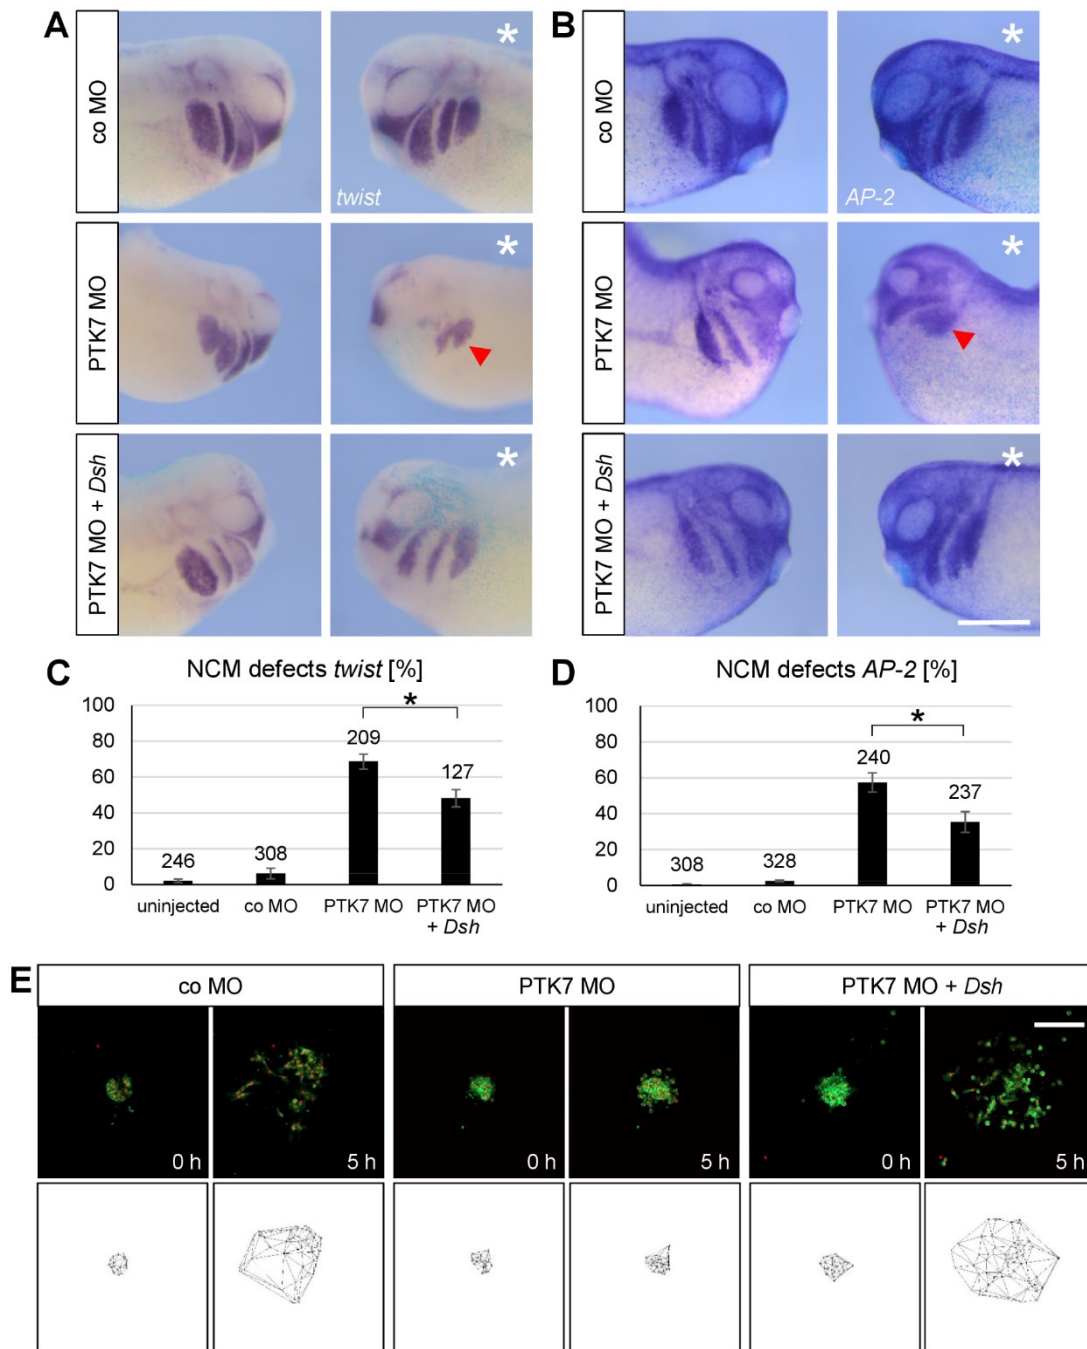 A
B
co MO
*
*
co MO
twist
AP-2
PTK7 MO
*
*
PTK7 MO
PTK7 MO + Dsh
*
*
PTK7 MO + Dsh
C
NCM defects twist [%]
100
80
60
40
20
0
246
308
209
127
*
uninjected
co MO
PTK7 MO
PTK7 MO
+ Dsh
D
NCM defects AP-2 [%]
100
80
60
40
20
0
308
328
240
237
*
uninjected
co MO
PTK7 MO
PTK7 MO
+ Dsh
E
co MO
PTK7 MO
PTK7 MO + Dsh
0 h
5 h
0 h
5 h
0 h
5 h